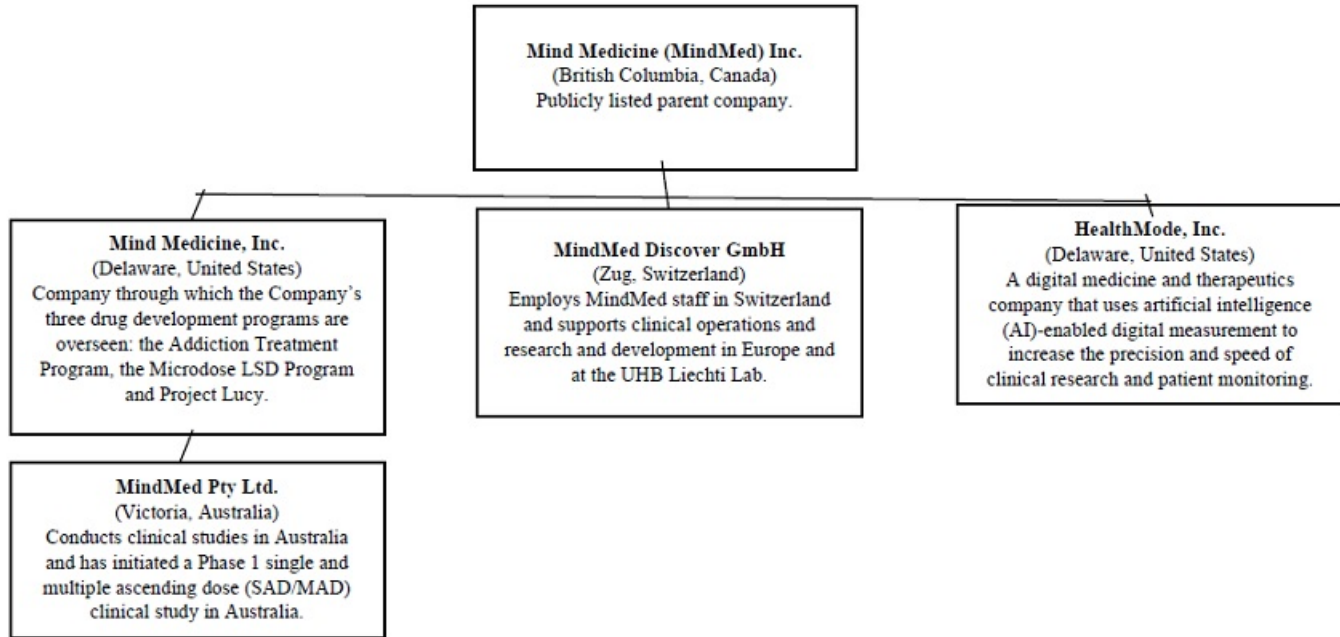 Mind Medicine (MindMed) Inc.
(British Columbia, Canada)
Publicly listed parent company.
Mind Medicine, Inc.
(Delaware, United States)
Company through which the Company’s
three drug development programs are
overseen: the Addiction Treatment
Program, the Microdose LSD Program
and Project Lucy.
MindMed Discover GmbH
(Zug, Switzerland)
Employs MindMed staff in Switzerland
and supports clinical operations and
research and development in Europe and
at the UHB Liechti Lab.
HealthMode, Inc.
(Delaware, United States)
A digital medicine and therapeutics
company that uses artificial intelligence
(AI)-enabled digital measurement to
increase the precision and speed of
clinical research and patient monitoring.
MindMed Pty Ltd.
(Victoria, Australia)
Conducts clinical studies in Australia
and has initiated a Phase 1 single and
multiple ascending dose (SAD/MAD)
clinical study in Australia.